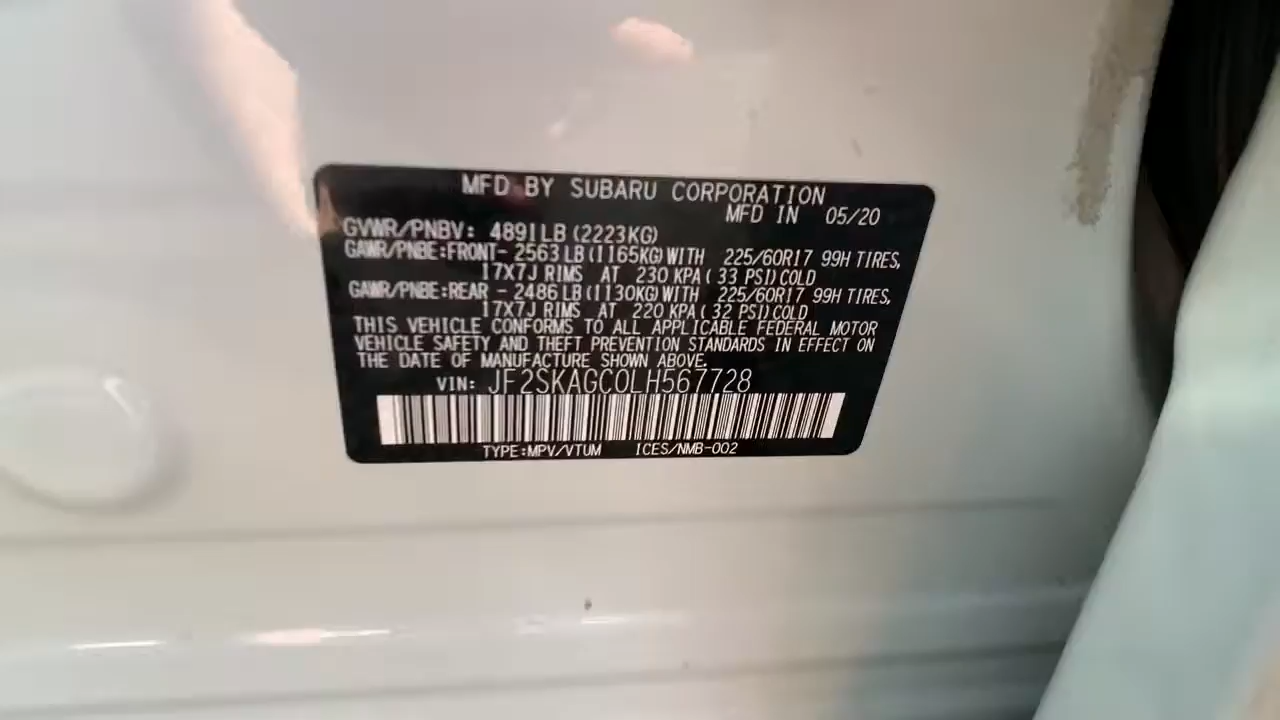 MFD BY SUBARU CORPORATION
MFD IN 05/20
GVWR/PNBV: 4891LB (2223KG)
GAWR/PNBE:FRONT- 2563LB (1165KG) WITH 225/60R17 99H TIRES,
17X7J RIMS AT 230 KPA ( 33 PSI) COLD
GAWR/PNBE:REAR - 2486LB (1130KG) WITH 225/60R17 99H TIRES,
17X7J RIMS AT 220 KPA ( 32 PSI) COLD
THIS VEHICLE CONFORMS TO ALL APPLICABLE FEDERAL MOTOR
VEHICLE SAFETY AND THEFT PREVENTION STANDARDS IN EFFECT ON
THE DATE OF MANUFACTURE SHOWN ABOVE.
VIN: JF2SKAGC0LH567728
TYPE:MPV/VTUM ICES/NMB-002